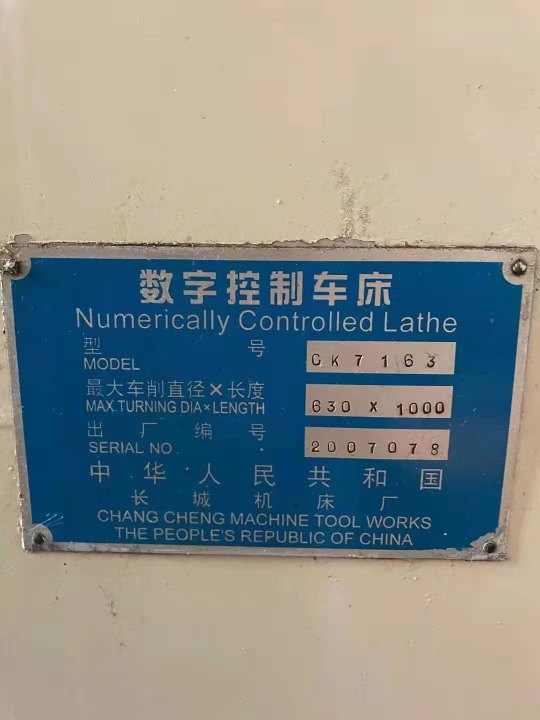 数字控制车床
Numerically Controlled Lathe
型 号 CK7163
MODEL
最大车削直径×长度 630 X 1000
MAX.TURNING DIA×LENGTH
出厂编号 2007078
SERIAL NO.
中华人民共和国
长城机床厂
CHANG CHENG MACHINE TOOL WORKS
THE PEOPLE'S REPUBLIC OF CHINA